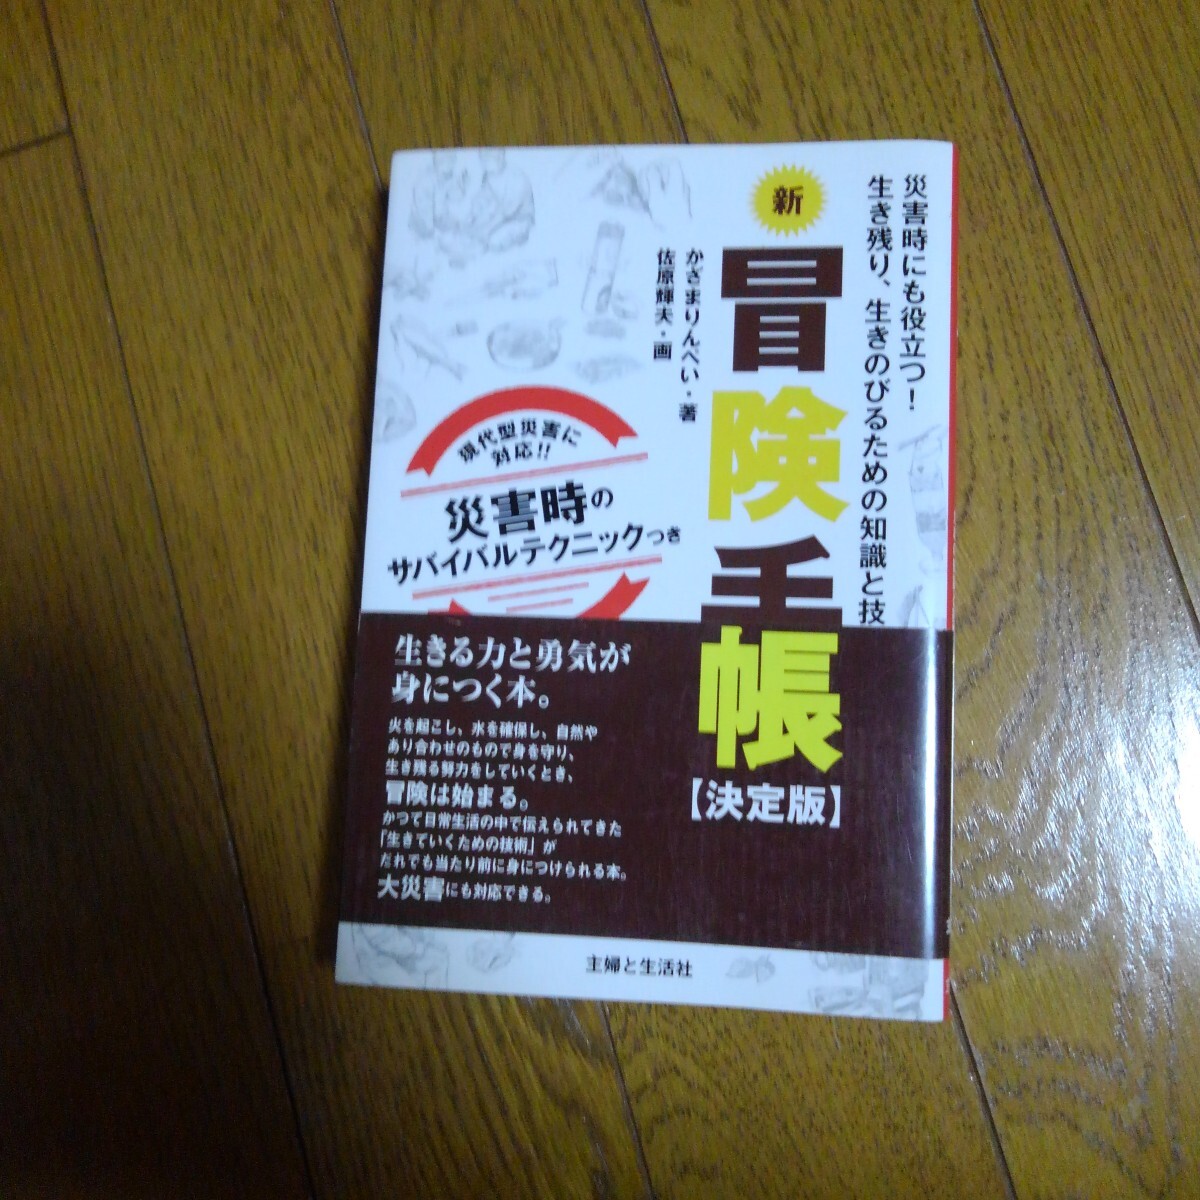 災害時にも役立つ!
生き残り、生きのびるための知識と技
新
冒険手帳
【決定版】
かざまりんぺい・著
佐原輝夫・画
現代型災害に
対応!!
災害時の
サバイバルテクニックつき
生きる力と勇気が
身につく本。
火を起こし、水を確保し、自然や
あり合わせのもので身を守り、
生き残る努力をしていくとき、
冒険は始まる。
かつて日常生活の中で伝えられてきた
「生きていくための技術」が
だれでも当たり前に身につけられる本。
大災害にも対応できる。
主婦と生活社